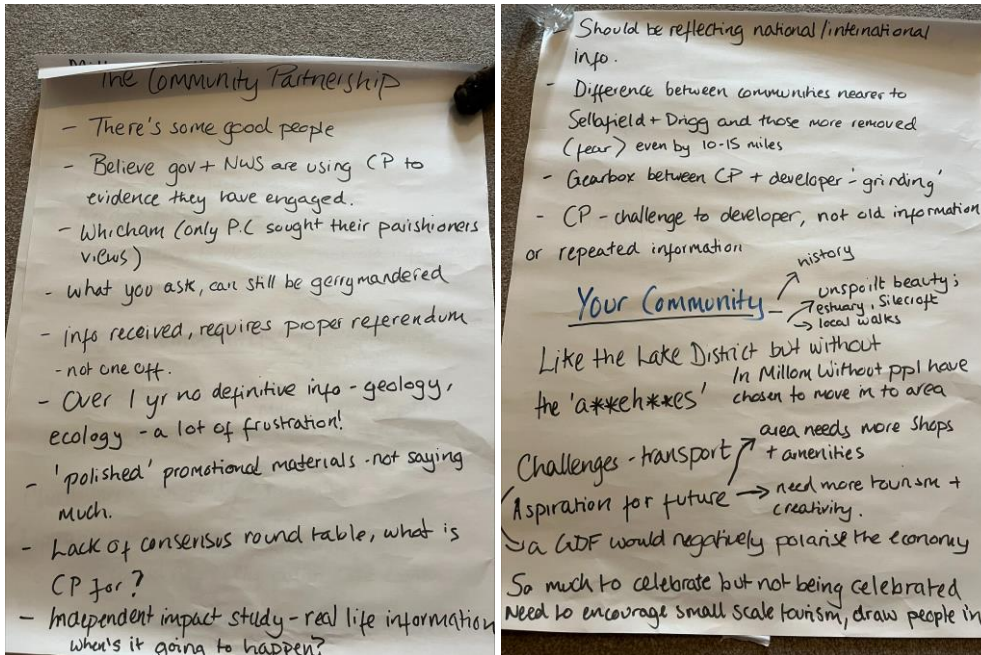 The Community Partnership
- There's some good people
- Believe gov + NWS are using CP to
evidence they have engaged.
- Whicham (only P.C sought their parishioners
views)
- what you ask, can still be gerrymandered
- info received, requires proper referendum
- not one off.
- Over 1 yr no definitive info - geology,
ecology - a lot of frustration!
- 'polished' promotional materials - not saying
much.
- Lack of consensus round table, what is
CP for?
- Independent impact study - real life information
when's it going to happen?
- Should be reflecting national/international
info.
- Difference between communities nearer to
Sellafield + Drigg and those more removed
(fear) even by 10-15 miles
- Gearbox between CP + developer - 'grinding'
- CP - challenge to developer, not old information
or repeated information
Your Community -
→ history
→ unspoilt beauty;
estuary, Silecroft
→ local walks
Like the Lake District but without
the 'a**eh**es'
In Millom Without ppl have
chosen to move in to area
Challenges - transport
Aspiration for future
→ area needs more shops
+ amenities
→ need more tourism +
creativity.
→ a GDF would negatively polarise the economy
So much to celebrate but not being celebrated
Need to encourage small scale tourism, draw people in